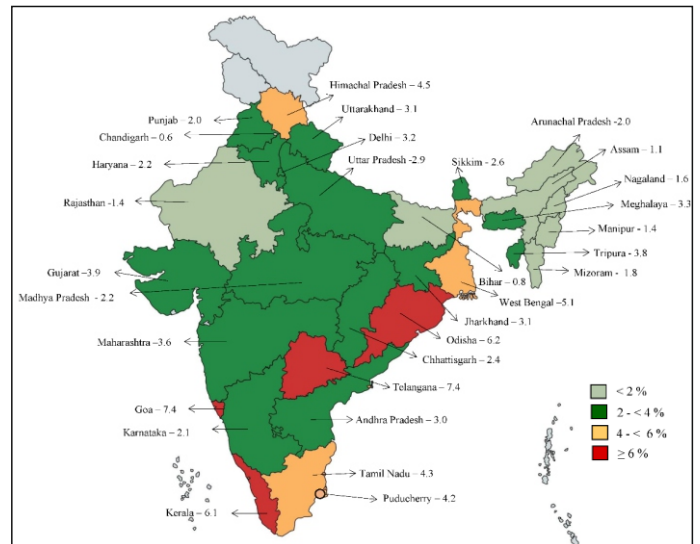 Himachal Pradesh – 4.5
Punjab – 2.0
Uttarakhand – 3.1
Arunachal Pradesh -2.0
Chandigarh – 0.6
Delhi – 3.2
Assam – 1.1
Haryana – 2.2
Uttar Pradesh -2.9
Sikkim - 2.6
Nagaland - 1.6
Meghalaya – 3.3
Rajasthan -1.4
Manipur - 1.4
Tripura - 3.8
Gujarat –3.9
Mizoram - 1.8
Bihar – 0.8
Madhya Pradesh - 2.2
West Bengal –5.1
Jharkhand – 3.1
Maharashtra –3.6
Odisha – 6.2
Chhattisgarh – 2.4
Telangana – 7.4
< 2 %
Goa – 7.4
2 - < 4 %
Andhra Pradesh – 3.0
Karnataka – 2.1
4 - < 6 %
≥ 6 %
Tamil Nadu – 4.3
Puducherry – 4.2
Kerala – 6.1